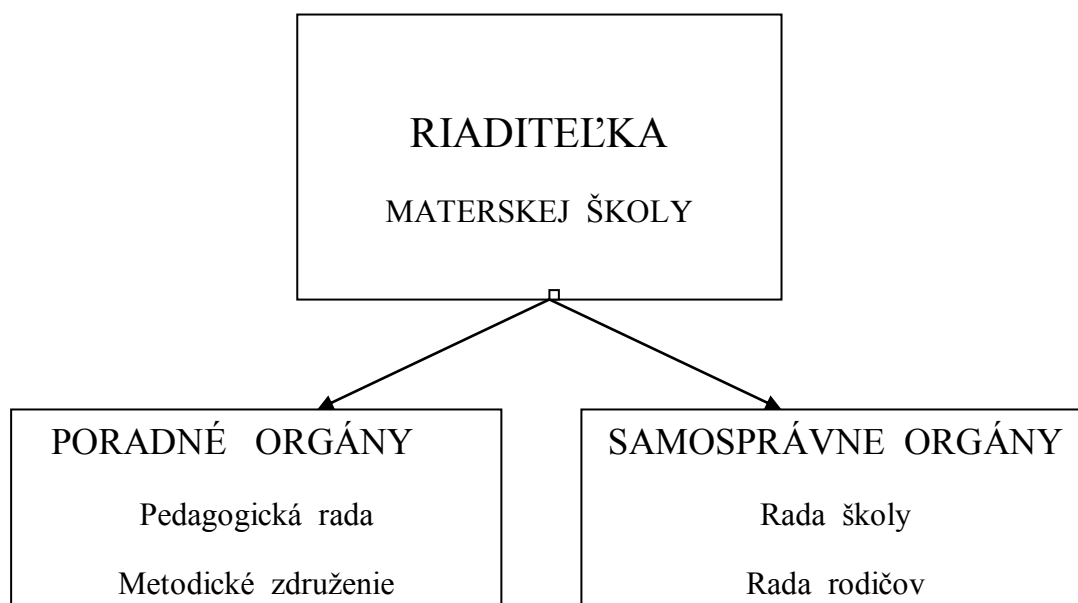 RIADITEĽKA
MATERSKEJ ŠKOLY
PORADNÉ ORGÁNY
Pedagogická rada
Metodické združenie
SAMOSPRÁVNE ORGÁNY
Rada školy
Rada rodičov